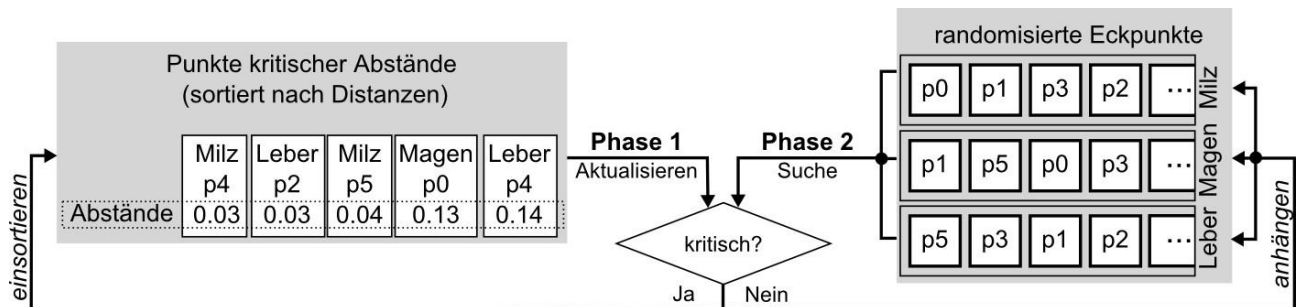 Punkte kritischer Abstände
(sortiert nach Distanzen)
Milz Leber Milz Magen Leber
p4 p2 p5 p0 p4
Abstände 0.03 0.03 0.04 0.13 0.14
einsortieren
Phase 1
Aktualisieren
Phase 2
Suche
kritisch?
Ja Nein
randomisierte Eckpunkte
p0 p1 p3 p2 ... Milz
p1 p5 p0 p3 ... Magen
p5 p3 p1 p2 ... Leber
anhängen